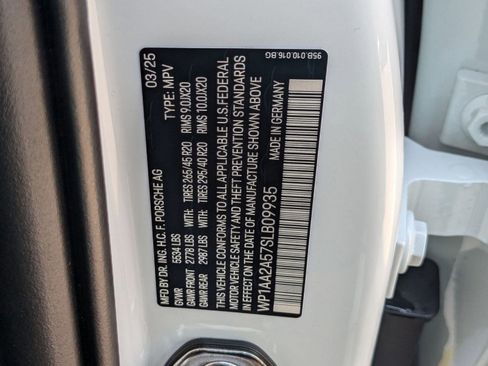 95B.010.016.BG
MFD BY DR. ING. H.C. F. PORSCHE AG 03/25
GVWR 5534 LBS TYPE: MPV
GAWR FRONT 2778 LBS WITH: TIRES 265/45 R20 RIMS 9.0JX20
GAWR REAR 2987 LBS WITH: TIRES 295/40 R20 RIMS 10.0JX20
THIS VEHICLE CONFORMS TO ALL APPLICABLE U.S. FEDERAL
MOTOR VEHICLE SAFETY AND THEFT PREVENTION STANDARDS
IN EFFECT ON THE DATE OF MANUFACTURE SHOWN ABOVE
WP1AA2A57SLB09935 MADE IN GERMANY